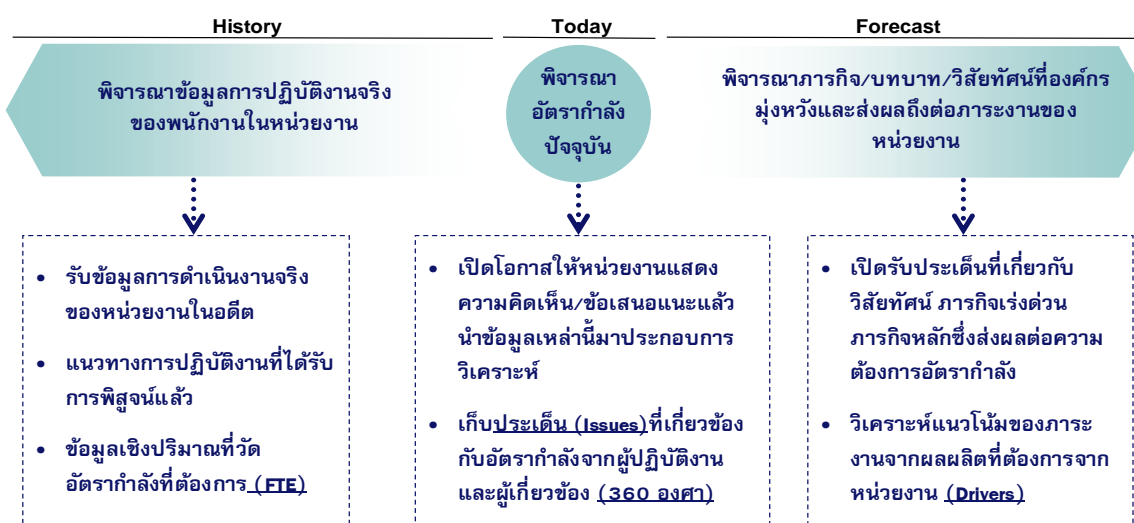 History
Today
Forecast
พิจารณาข้อมูลการปฏิบัติงานจริง
ของพนักงานในหน่วยงาน
พิจารณา
อัตรากำลัง
ปัจจุบัน
พิจารณาภารกิจ/บทบาท/วิสัยทัศน์ที่องค์กร
มุ่งหวังและส่งผลถึงต่อภาระงานของ
หน่วยงาน
• รับข้อมูลการดำเนินงานจริง
ของหน่วยงานในอดีต
• แนวทางการปฏิบัติงานที่ได้รับ
การพิสูจน์แล้ว
• ข้อมูลเชิงปริมาณที่วัด
อัตรากำลังที่ต้องการ (FTE)
• เปิดโอกาสให้หน่วยงานแสดง
ความคิดเห็น/ข้อเสนอแนะแล้ว
นำข้อมูลเหล่านี้มาประกอบการ
วิเคราะห์
• เก็บประเด็น (Issues)ที่เกี่ยวข้อง
กับอัตรากำลังจากผู้ปฏิบัติงาน
และผู้เกี่ยวข้อง (360 องศา)
• เปิดรับประเด็นที่เกี่ยวกับ
วิสัยทัศน์ ภารกิจเร่งด่วน
ภารกิจหลักซึ่งส่งผลต่อความ
ต้องการอัตรากำลัง
• วิเคราะห์แนวโน้มของภาระ
งานจากผลผลิตที่ต้องการจาก
หน่วยงาน (Drivers)